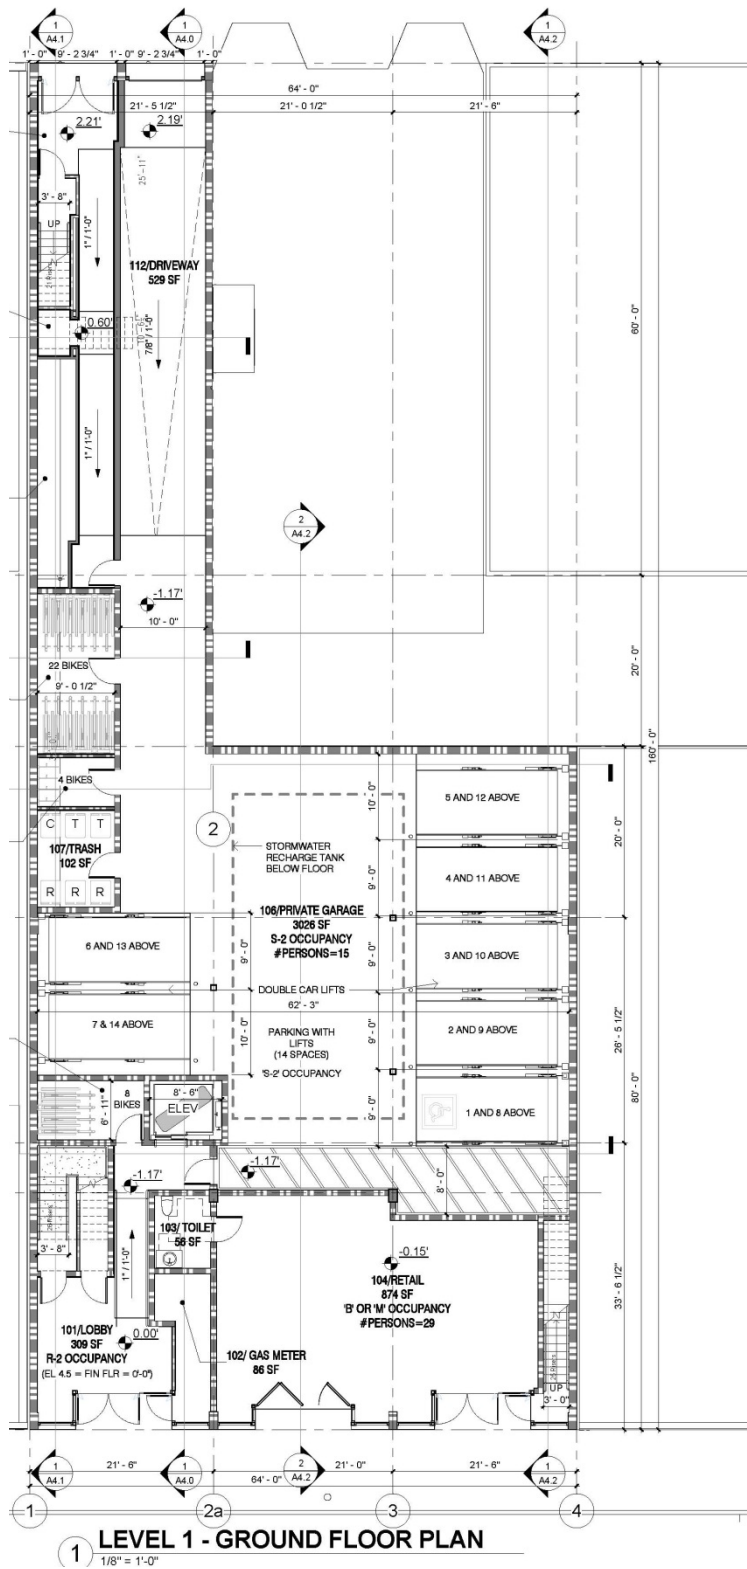 1
A4.1
1
A4.0
1
A4.2
1'- 0"
9' - 2 3/4"
1'- 0"
9' - 2 3/4"
1'- 0"
64' - 0"
21' - 5 1/2"
21' - 0 1/2"
21' - 6"
2.21'
2.19'
25' -11"
3' - 8"
UP
1" / 1'-0"
112/DRIVEWAY
529 SF
0.60'
7/8" / 1'-0"
60' - 0"
1" / 1'-0"
2
A4.2
-1.17'
10' - 0"
22 BIKES
9' - 0 1/2"
20' - 0"
160' - 0"
4 BIKES
C T T
107/TRASH
102 SF
R R R
2
10' - 0"
5 AND 12 ABOVE
20' - 0"
STORMWATER
RECHARGE TANK
BELOW FLOOR
9' - 0"
4 AND 11 ABOVE
106/PRIVATE GARAGE
3026 SF
S-2 OCCUPANCY
#PERSONS=15
6 AND 13 ABOVE
9' - 0"
9' - 0"
3 AND 10 ABOVE
DOUBLE CAR LIFTS
62' - 3"
7 & 14 ABOVE
10' - 0"
PARKING WITH
LIFTS
(14 SPACES)
'S-2' OCCUPANCY
9' - 0"
2 AND 9 ABOVE
26' - 5 1/2"
80' - 0"
8
BIKES
6' - 11"
8' - 6"
ELEV
9' - 0"
1 AND 8 ABOVE
-1.17'
-1.17'
8' - 0"
3' - 8"
1" / 1'-0"
103/ TOILET
56 SF
-0.15'
104/RETAIL
874 SF
'B' OR 'M' OCCUPANCY
#PERSONS=29
33' - 6 1/2"
101/LOBBY
309 SF
R-2 OCCUPANCY
(EL 4.5 = FIN FLR = 0'-0")
0.00'
102/ GAS METER
86 SF
UP
3' - 0"
1
A4.1
21' - 6"
1
A4.0
2
A4.2
21' - 0"
21' - 6"
1
A4.2
64' - 0"
1
2a
3
4
1
LEVEL 1 - GROUND FLOOR PLAN
1/8" = 1'-0"